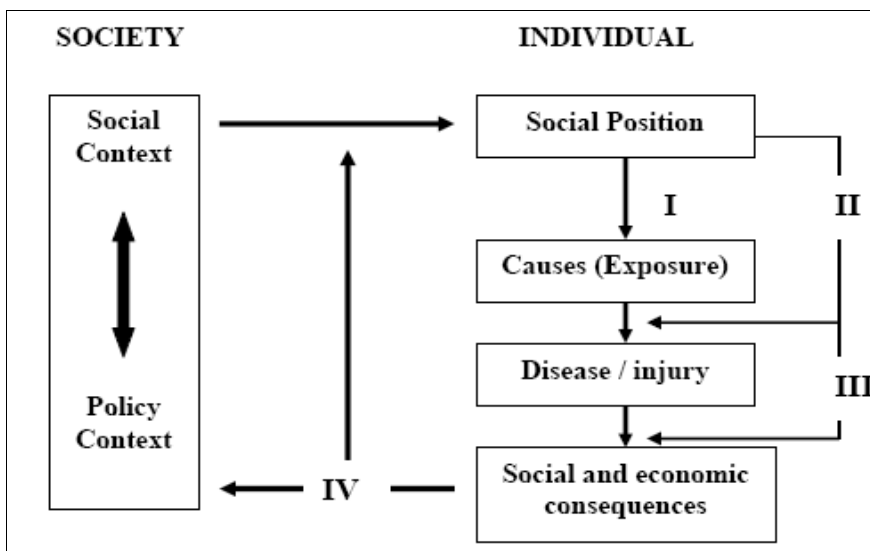 SOCIETY
INDIVIDUAL
Social
Context
Policy
Context
Social Position
I
II
Causes (Exposure)
Disease / injury
III
Social and economic
consequences
IV